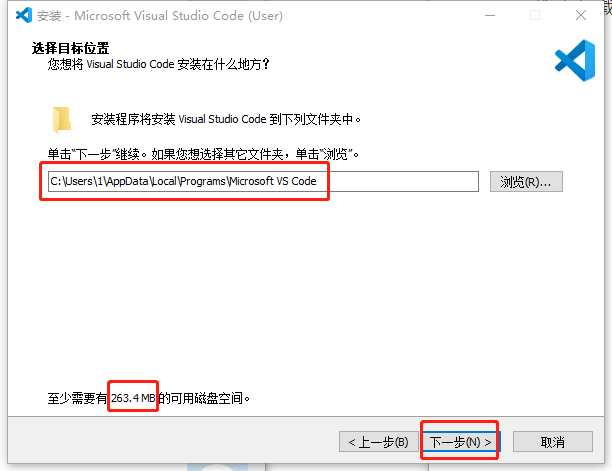 安装 - Microsoft Visual Studio Code (User)
选择目标位置
您想将 Visual Studio Code 安装在什么地方？
安装程序将安装 Visual Studio Code 到下列文件夹中。
单击“下一步”继续。如果您想选择其它文件夹，单击“浏览”。
C:\Users\1\AppData\Local\Programs\Microsoft VS Code
浏览(R)...
至少需要有 263.4 MB 的可用磁盘空间。
< 上一步(B)
下一步(N) >
取消